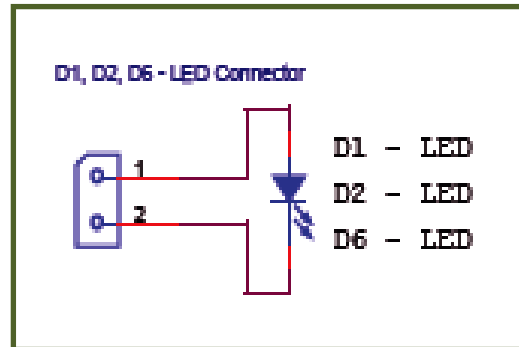 D1, D2, D6 - LED Connector
1
D1 - LED
D2 - LED
2
D6 - LED